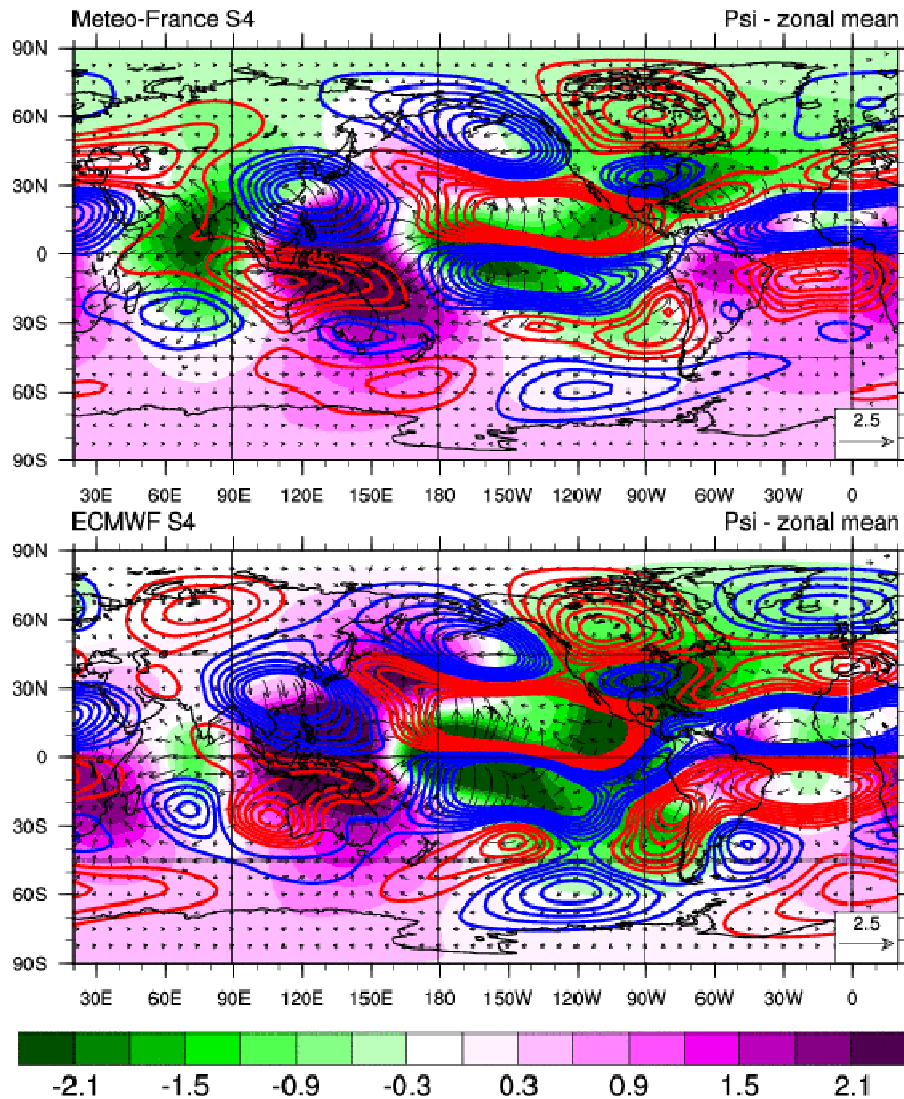 Meteo-France S4 Psi - zonal mean
90N
60N
30N
0
30S
60S
90S
2.5
30E 60E 90E 120E 150E 180 150W 120W 90W 60W 30W 0
ECMWF S4 Psi - zonal mean
90N
60N
30N
0
30S
60S
90S
2.5
30E 60E 90E 120E 150E 180 150W 120W 90W 60W 30W 0
-2.1 -1.5 -0.9 -0.3 0.3 0.9 1.5 2.1